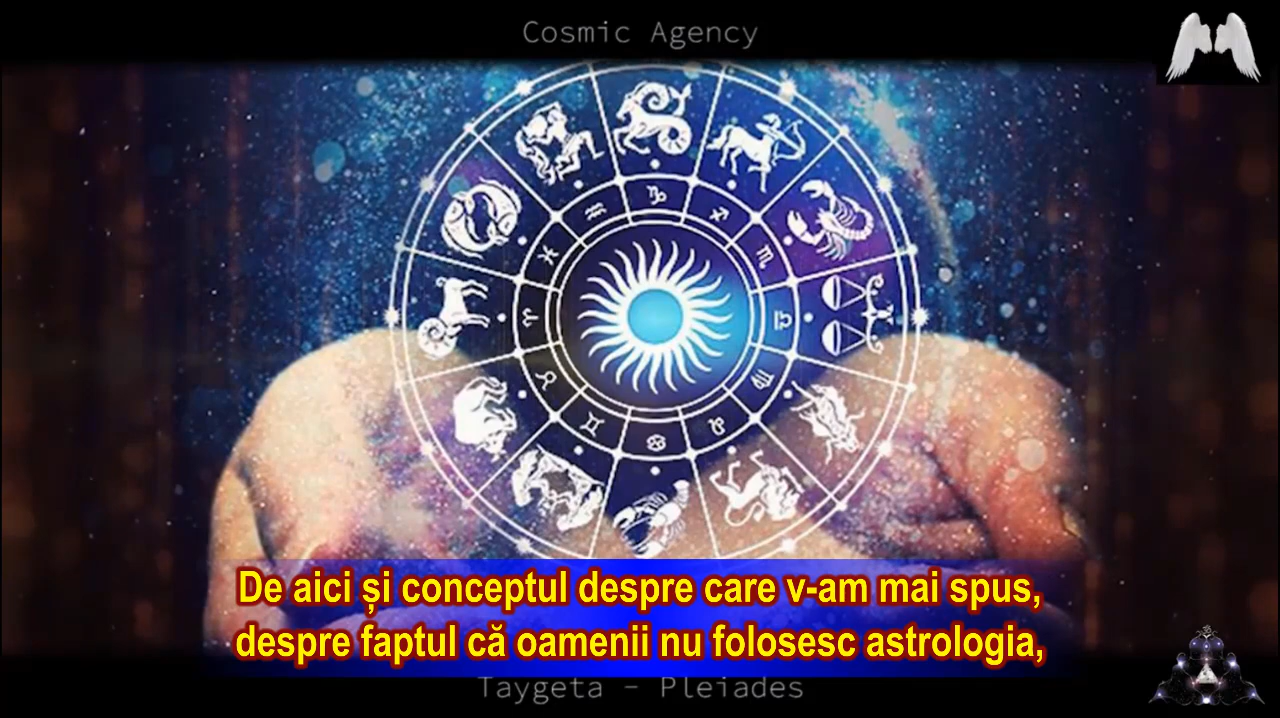 Cosmic Agency
De aici și conceptul despre care v-am mai spus,
despre faptul că oamenii nu folosesc astrologia,
Taygeta - Pleiades